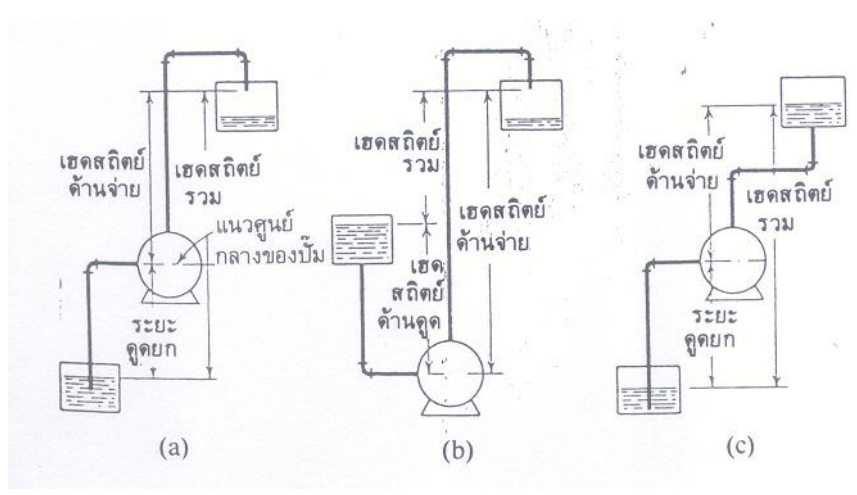 เฮดสถิตย์
ด้านจ่าย
เฮดสถิตย์
รวม
แนวศูนย์
กลางของปั๊ม
ระยะ
ดูดยก
(a)
เฮดสถิตย์
รวม
เฮดสถิตย์
ด้านจ่าย
เฮด
สถิตย์
ด้านดูด
(b)
เฮดสถิตย์
ด้านจ่าย
เฮดสถิตย์
รวม
ระยะ
ดูดยก
(c)